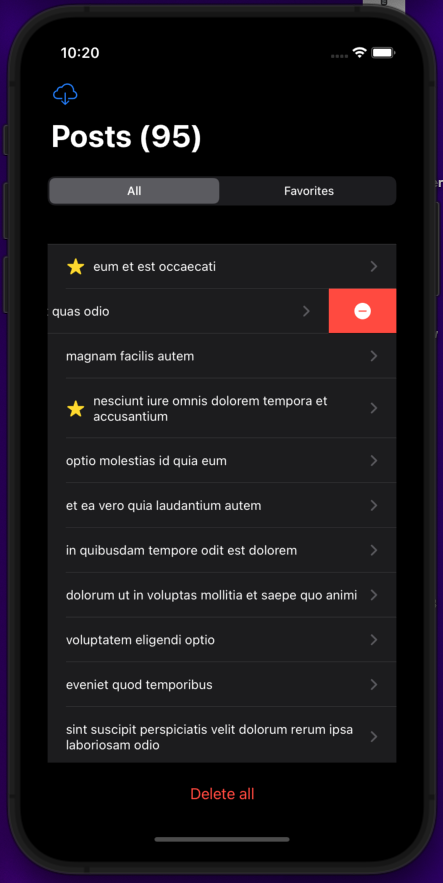 10:20
Posts (95)
All
Favorites
eum et est occaecati
quas odio
magnam facilis autem
nesciunt iure omnis dolorem tempora et
accusantium
optio molestias id quia eum
et ea vero quia laudantium autem
in quibusdam tempore odit est dolorem
dolorum ut in voluptas mollitia et saepe quo animi
voluptatem eligendi optio
eveniet quod temporibus
sint suscipit perspiciatis velit dolorum rerum ipsa
laboriosam odio
Delete all